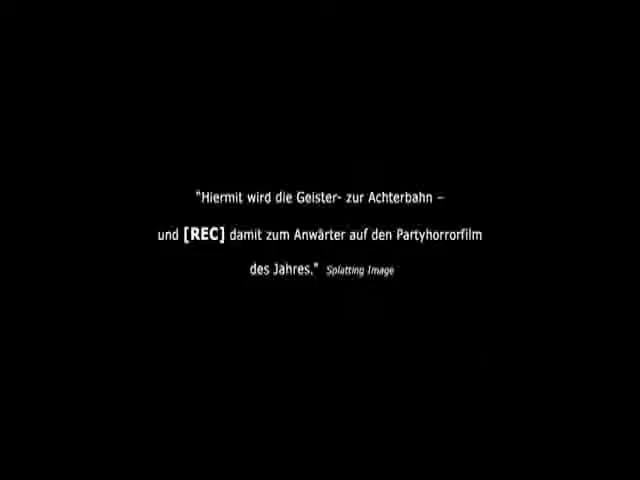 "Hiermit wird die Geister- zur Achterbahn –
und [REC] damit zum Anwärter auf den Partyhorrorfilm
des Jahres." Splatting Image